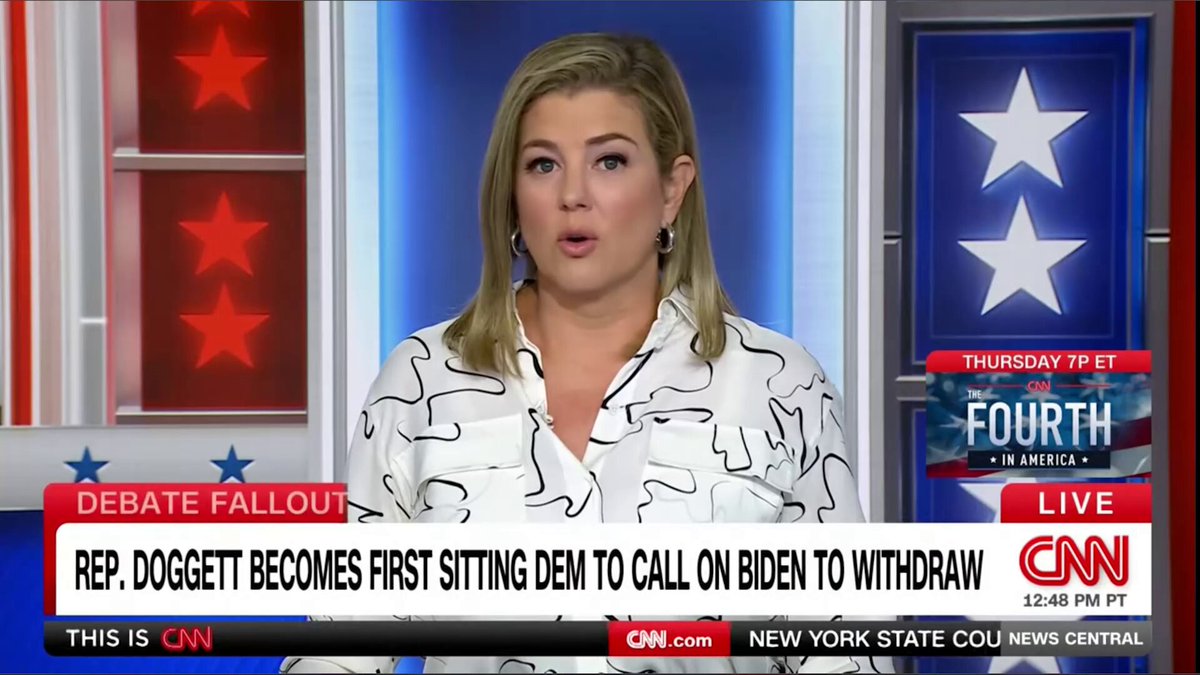 THURSDAY 7P ET
CNN
THE
FOURTH
IN AMERICA
DEBATE FALLOUT
LIVE
REP. DOGGETT BECOMES FIRST SITTING DEM TO CALL ON BIDEN TO WITHDRAW
CNN
12:48 PM PT
THIS IS CNN
CNN.com
NEW YORK STATE COU
NEWS CENTRAL